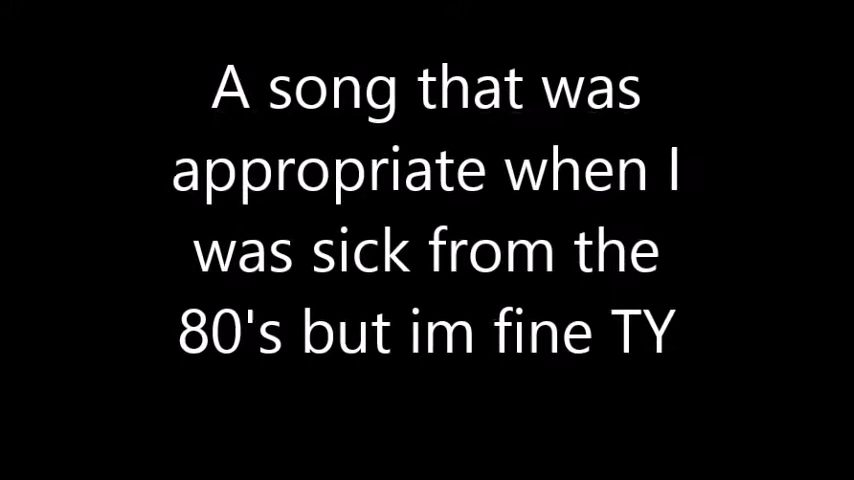 A song that was
appropriate when I
was sick from the
80's but im fine TY